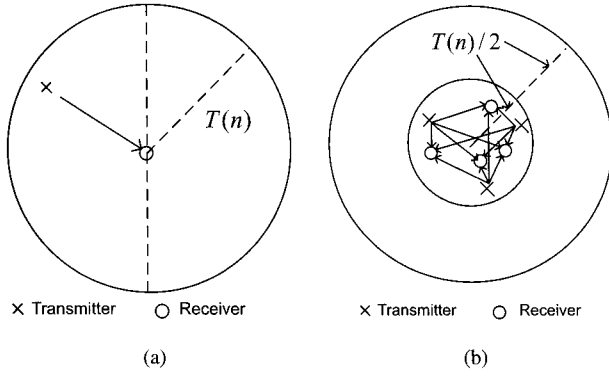 T(n)/2
T(n)
× Transmitter ○ Receiver
× Transmitter ○ Receiver
(a)
(b)